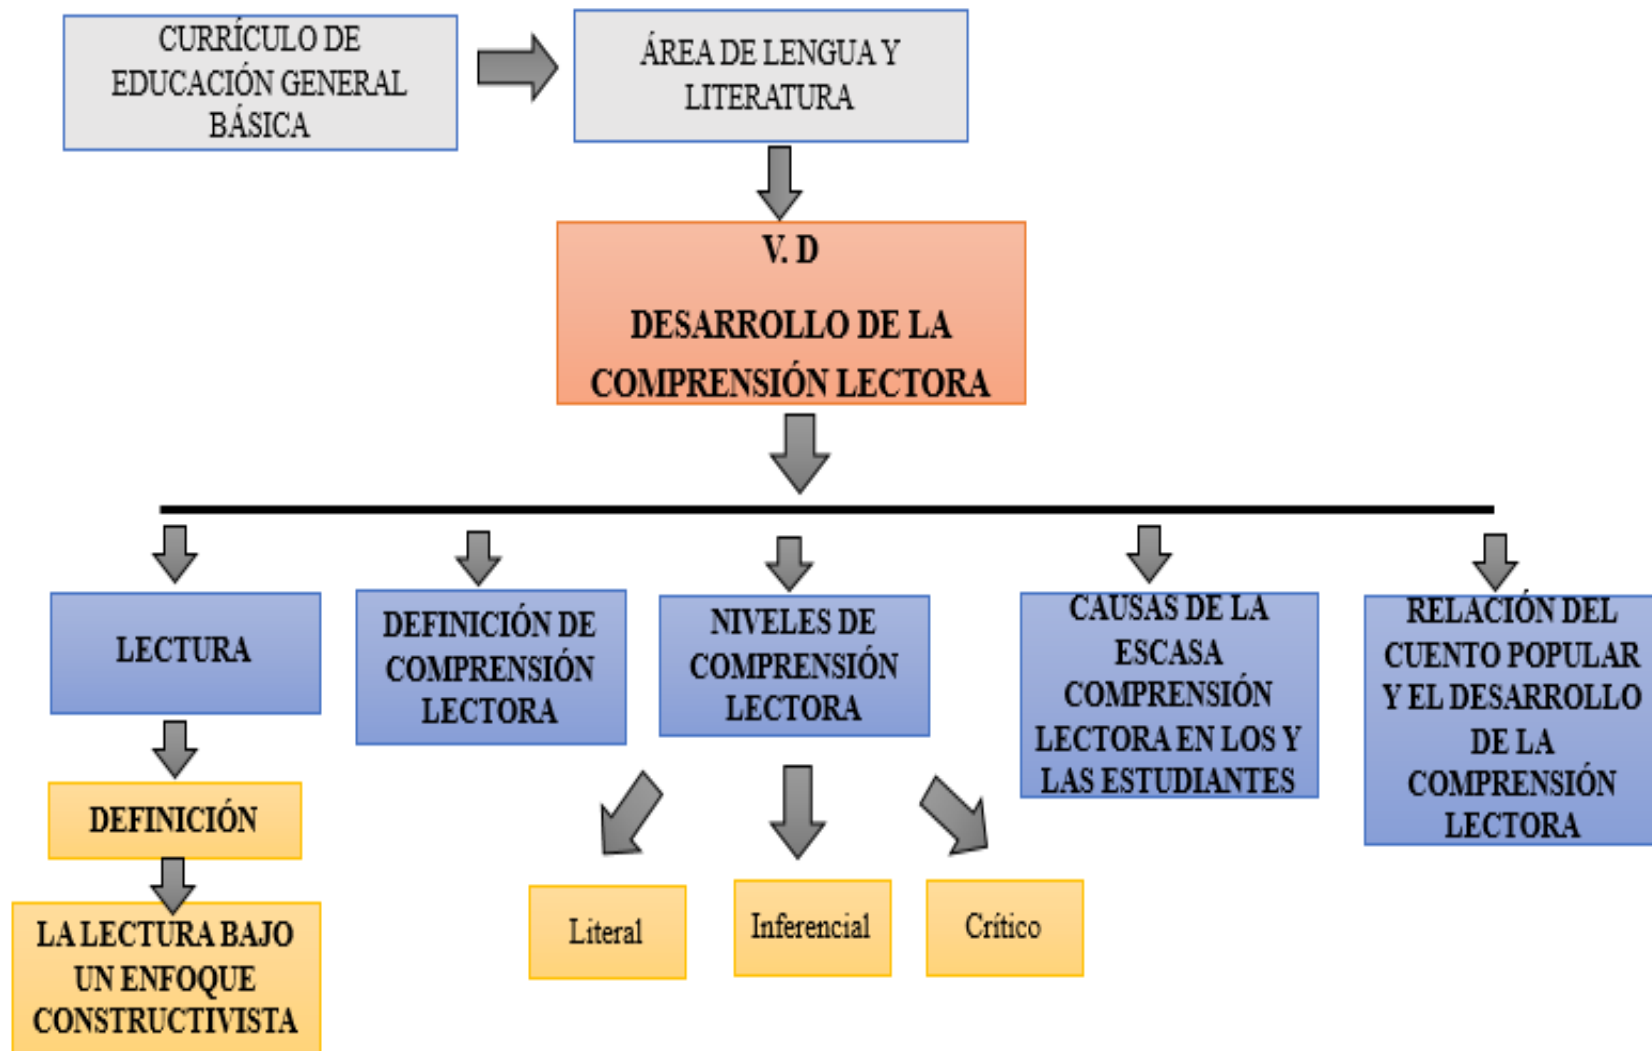 CURRÍCULO DE
EDUCACIÓN GENERAL
BÁSICA
ÁREA DE LENGUA Y
LITERATURA
V. D
DESARROLLO DE LA
COMPRENSIÓN LECTORA
LECTURA
DEFINICIÓN DE
COMPRENSIÓN
LECTORA
NIVELES DE
COMPRENSIÓN
LECTORA
CAUSAS DE LA
ESCASA
COMPRENSIÓN
LECTORA EN LOS Y
LAS ESTUDIANTES
RELACIÓN DEL
CUENTO POPULAR
Y EL DESARROLLO
DE LA
COMPRENSIÓN
LECTORA
DEFINICIÓN
LA LECTURA BAJO
UN ENFOQUE
CONSTRUCTIVISTA
Literal
Inferencial
Crítico